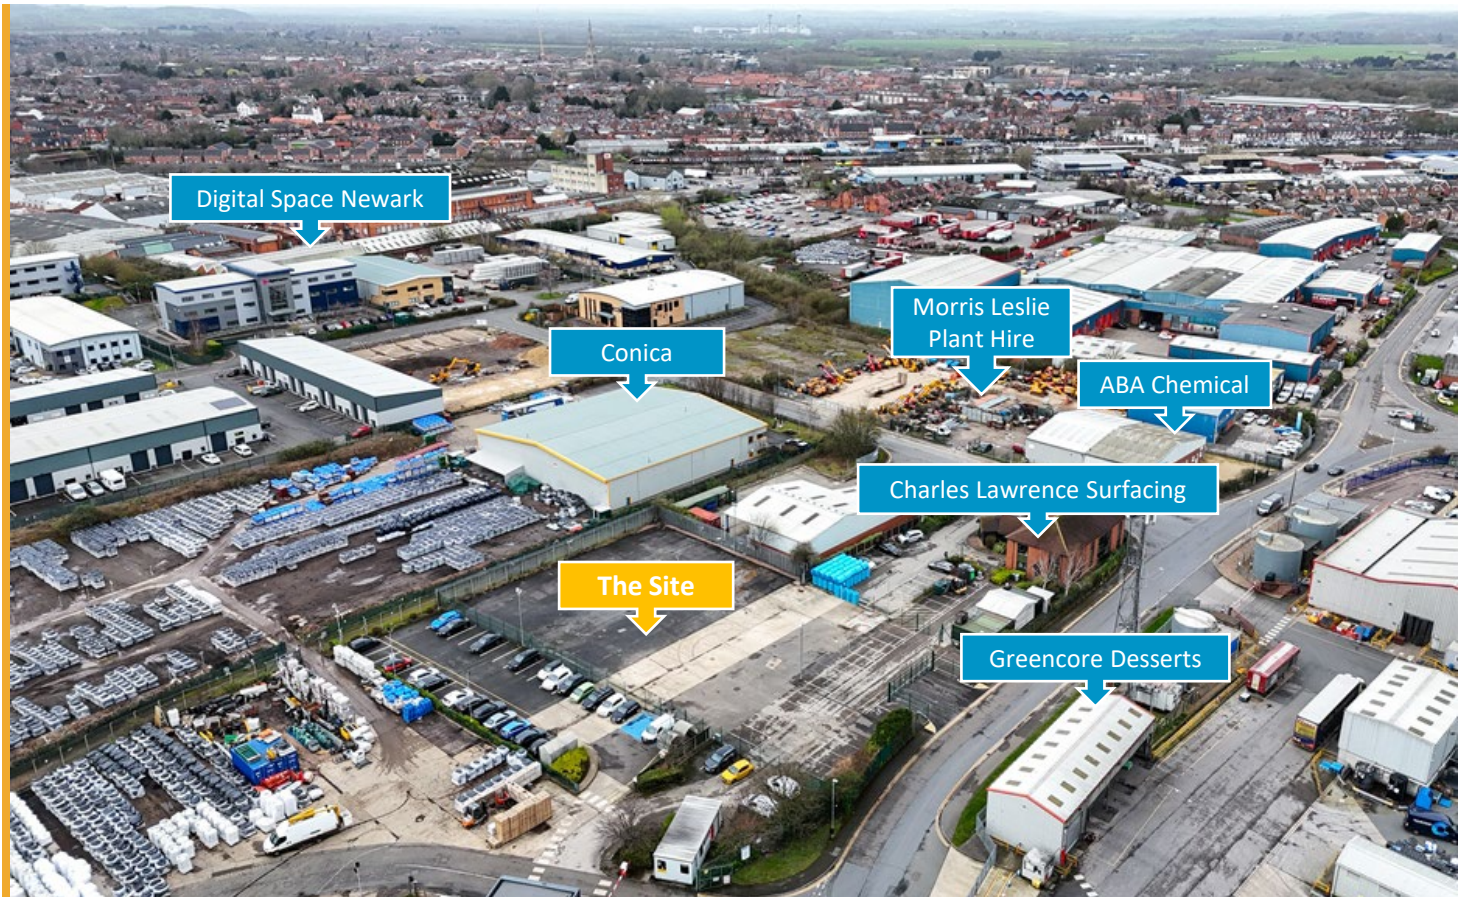 Digital Space Newark
Morris Leslie
Plant Hire
Conica
ABA Chemical
Charles Lawrence Surfacing
The Site
Greencore Desserts